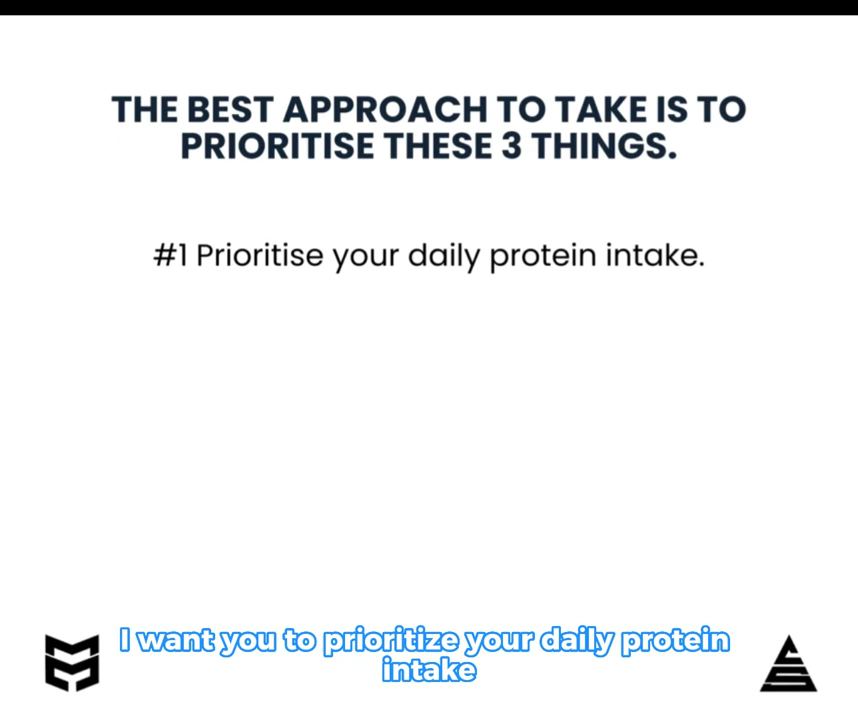 THE BEST APPROACH TO TAKE IS TO
PRIORITISE THESE 3 THINGS.
#1 Prioritise your daily protein intake.
I want you to prioritize your daily protein
intake